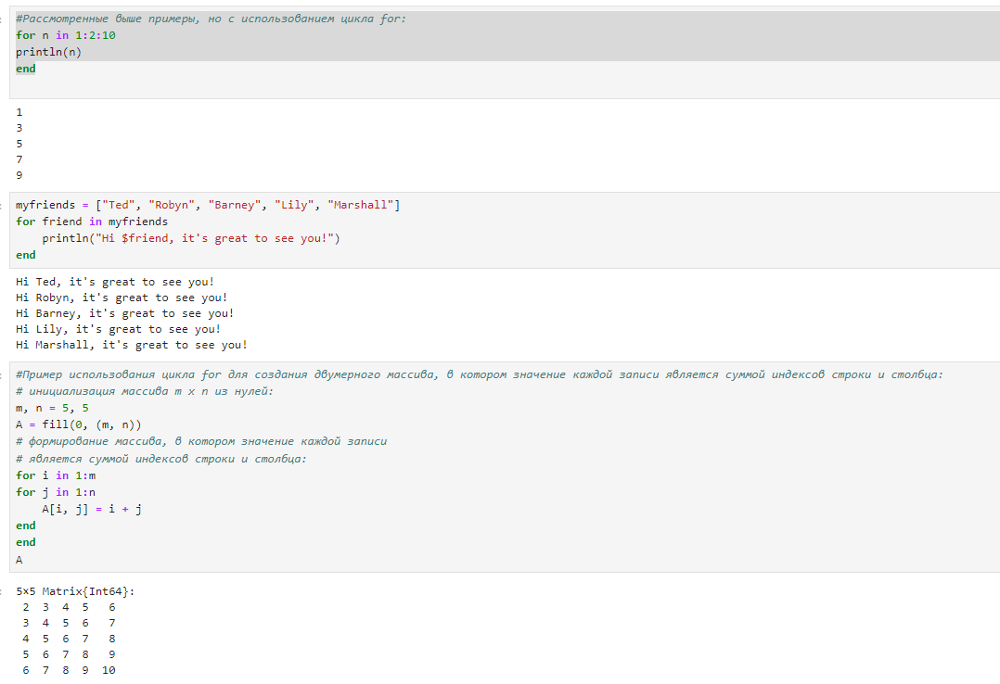 #Рассмотренные выше примеры, но с использованием цикла for:
for n in 1:2:10
println(n)
end
1
3
5
7
9
myfriends = ["Ted", "Robyn", "Barney", "Lily", "Marshall"]
for friend in myfriends
    println("Hi $friend, it's great to see you!")
end
Hi Ted, it's great to see you!
Hi Robyn, it's great to see you!
Hi Barney, it's great to see you!
Hi Lily, it's great to see you!
Hi Marshall, it's great to see you!
#Пример использования цикла for для создания двумерного массива, в котором значение каждой записи является суммой индексов строки и столбца:
# инициализация массива m x n из нулей:
m, n = 5, 5
A = fill(0, (m, n))
# формирование массива, в котором значение каждой записи
# является суммой индексов строки и столбца:
for i in 1:m
for j in 1:n
    A[i, j] = i + j
end
end
A
5×5 Matrix{Int64}:
 2  3  4  5   6
 3  4  5  6   7
 4  5  6  7   8
 5  6  7  8   9
 6  7  8  9  10